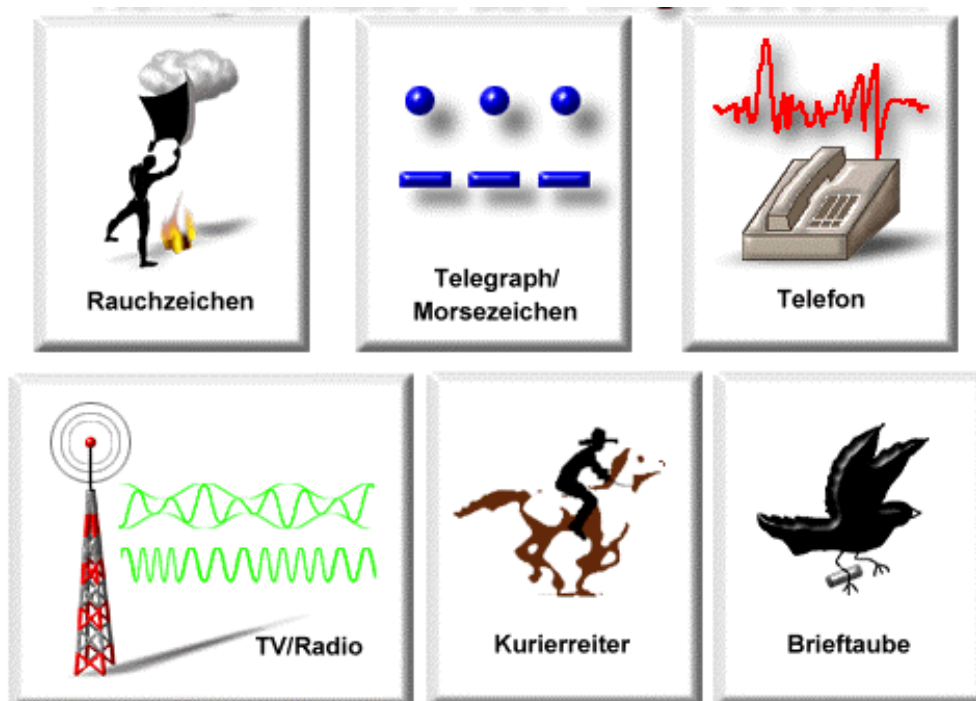 Rauchzeichen
Telegraph/
Morsezeichen
Telefon
TV/Radio
Kurierreiter
Brieftaube